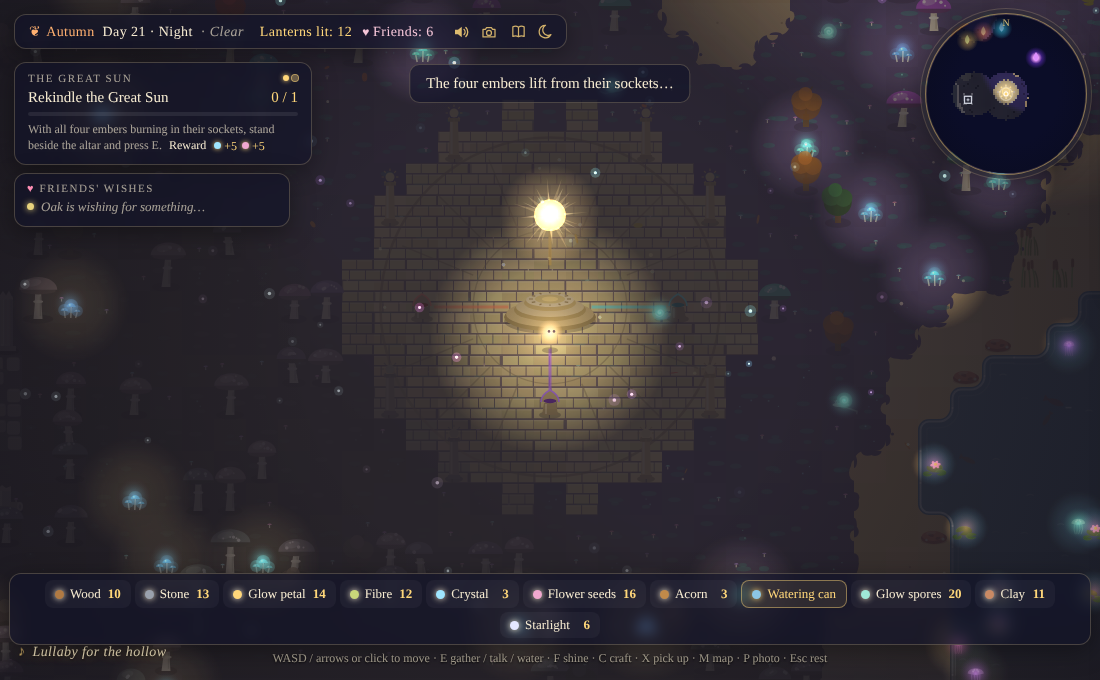 Autumn Day 21 · Night · Clear Lanterns lit: 12 ♥ Friends: 6
THE GREAT SUN
Rekindle the Great Sun 0 / 1
With all four embers burning in their sockets, stand
beside the altar and press E. Reward +5 +5
♥ FRIENDS' WISHES
Oak is wishing for something…
The four embers lift from their sockets…
N
Wood 10 Stone 13 Glow petal 14 Fibre 12 Crystal 3 Flower seeds 16 Acorn 3 Watering can Glow spores 20 Clay 11
Starlight 6
♪ Lullaby for the hollow
WASD / arrows or click to move · E gather / talk / water · F shine · C craft · X pick up · M map · P photo · Esc rest